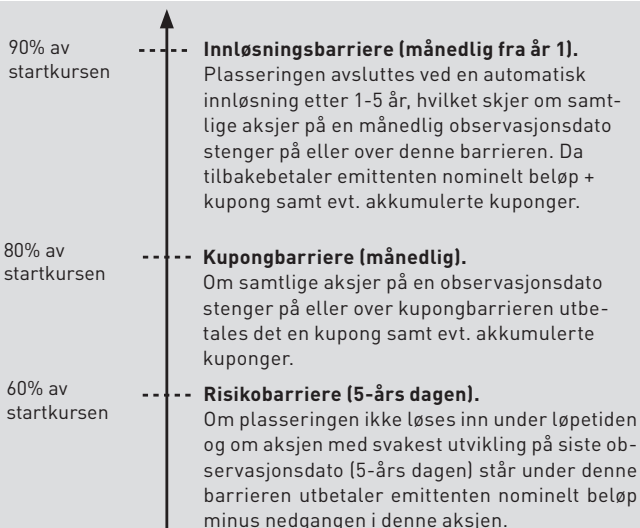 90% av
startkursen
Innløsningsbarriere (månedlig fra år 1).
Plasseringen avsluttes ved en automatisk
innløsning etter 1-5 år, hvilket skjer om samt-
lige aksjer på en månedlig observasjonsdato
stenger på eller over denne barrieren. Da
tilbakebetaler emittenten nominelt beløp +
kupong samt evt. akkumulerte kuponger.
80% av
startkursen
Kupongbarriere (månedlig).
Om samtlige aksjer på en observasjonsdato
stenger på eller over kupongbarrieren utbe-
tales det en kupong samt evt. akkumulerte
kuponger.
60% av
startkursen
Risikobarriere (5-års dagen).
Om plasseringen ikke løses inn under løpetiden
og om aksjen med svakest utvikling på siste ob-
servasjonsdato (5-års dagen) står under denne
barrieren utbetaler emittenten nominelt beløp
minus nedgangen i denne aksjen.